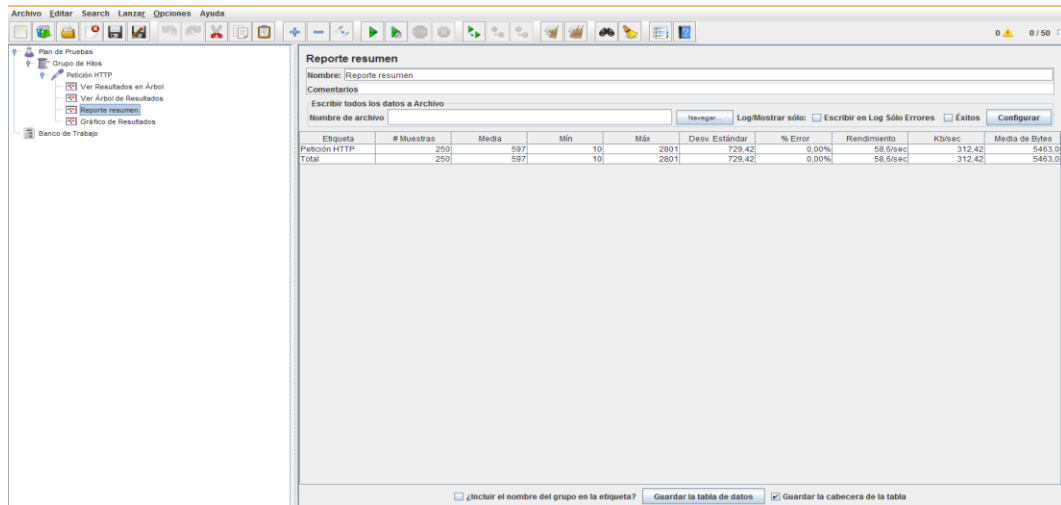 Archivo Editar Search Lanzar Opciones Ayuda
0 0 / 50
Plan de Pruebas
Grupo de Hilos
Petición HTTP
Ver Resultados en Árbol
Ver Árbol de Resultados
Reporte resumen
Gráfico de Resultados
Banco de Trabajo
Reporte resumen
Nombre: Reporte resumen
Comentarios
Escribir todos los datos a Archivo
Nombre de archivo Navegar... Log/Mostrar sólo: Escribir en Log Sólo Errores Éxitos Configurar
Etiqueta # Muestras Media Mín Máx Desv. Estándar % Error Rendimiento Kb/sec Media de Bytes
Petición HTTP 250 597 10 2801 729,42 0,00% 58,6/sec 312,42 5463,0
Total 250 597 10 2801 729,42 0,00% 58,6/sec 312,42 5463,0
¿Incluir el nombre del grupo en la etiqueta? Guardar la tabla de datos Guardar la cabecera de la tabla